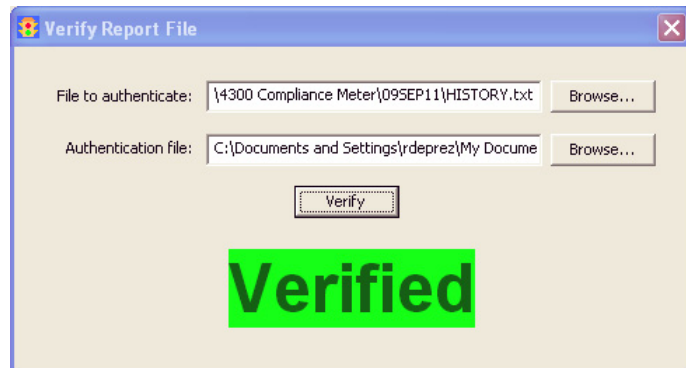 Verify Report File
File to authenticate: \4300 Compliance Meter\09SEP11\HISTORY.txt Browse...
Authentication file: C:\Documents and Settings\rdeprez\My Docume Browse...
Verify
Verified